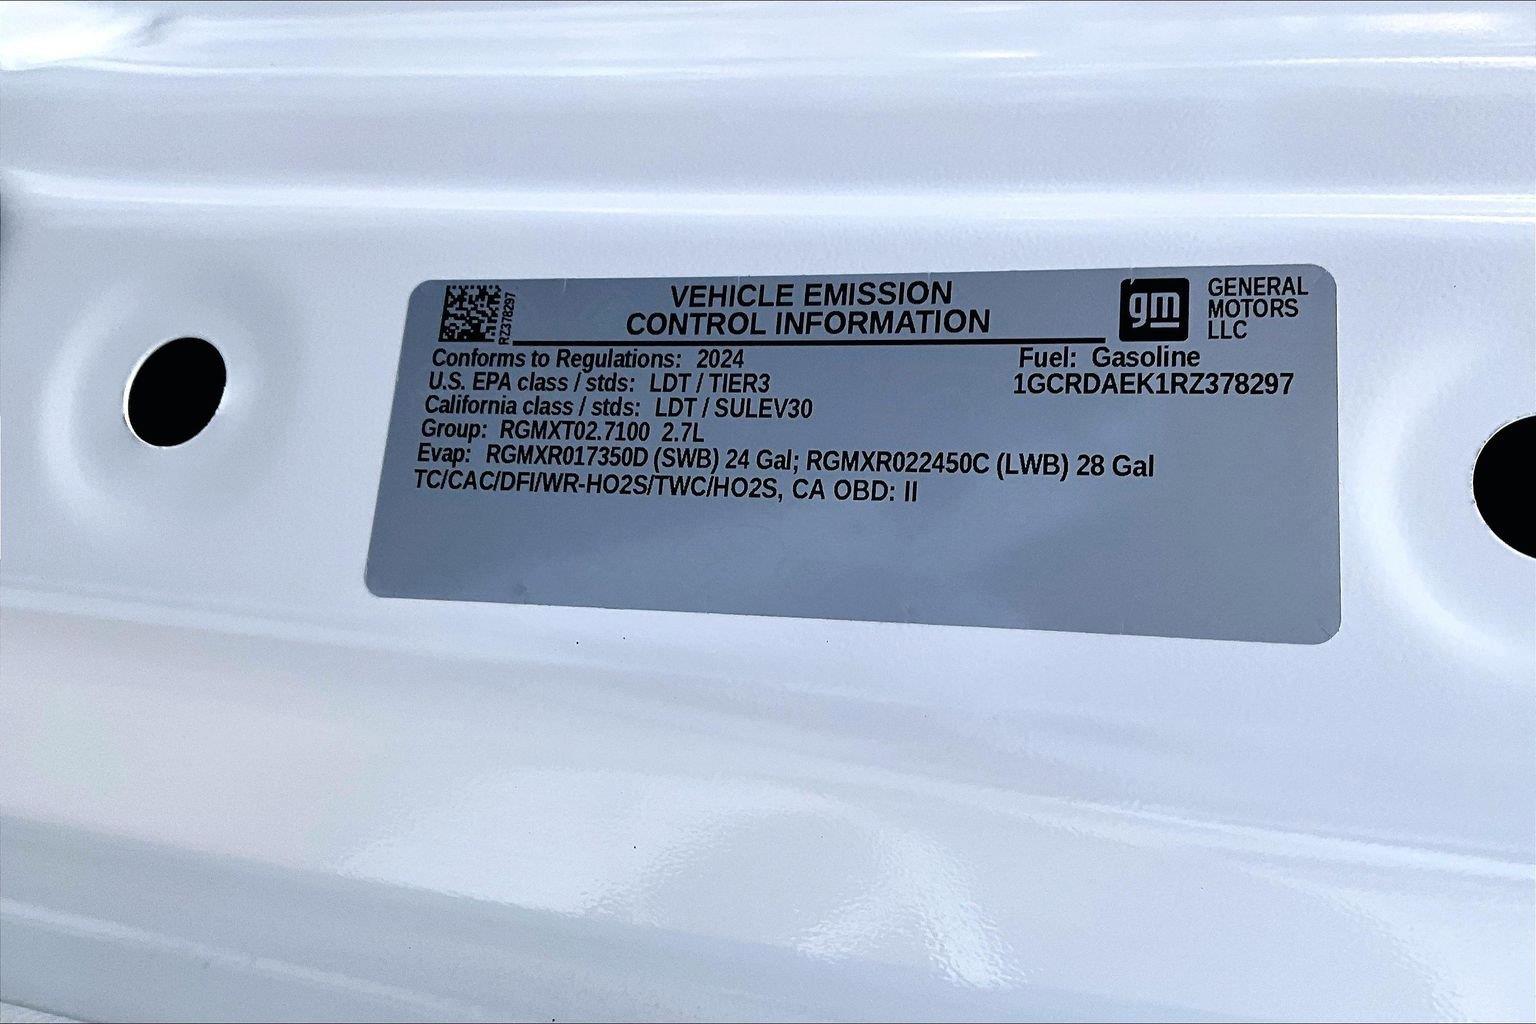 RZ378297
VEHICLE EMISSION
CONTROL INFORMATION
gm
GENERAL
MOTORS
LLC
Conforms to Regulations: 2024
Fuel: Gasoline
U.S. EPA class / stds: LDT / TIER3
1GCRDAEK1RZ378297
California class / stds: LDT / SULEV30
Group: RGMXT02.7100 2.7L
Evap: RGMXR017350D (SWB) 24 Gal; RGMXR022450C (LWB) 28 Gal
TC/CAC/DFI/WR-HO2S/TWC/HO2S, CA OBD: II